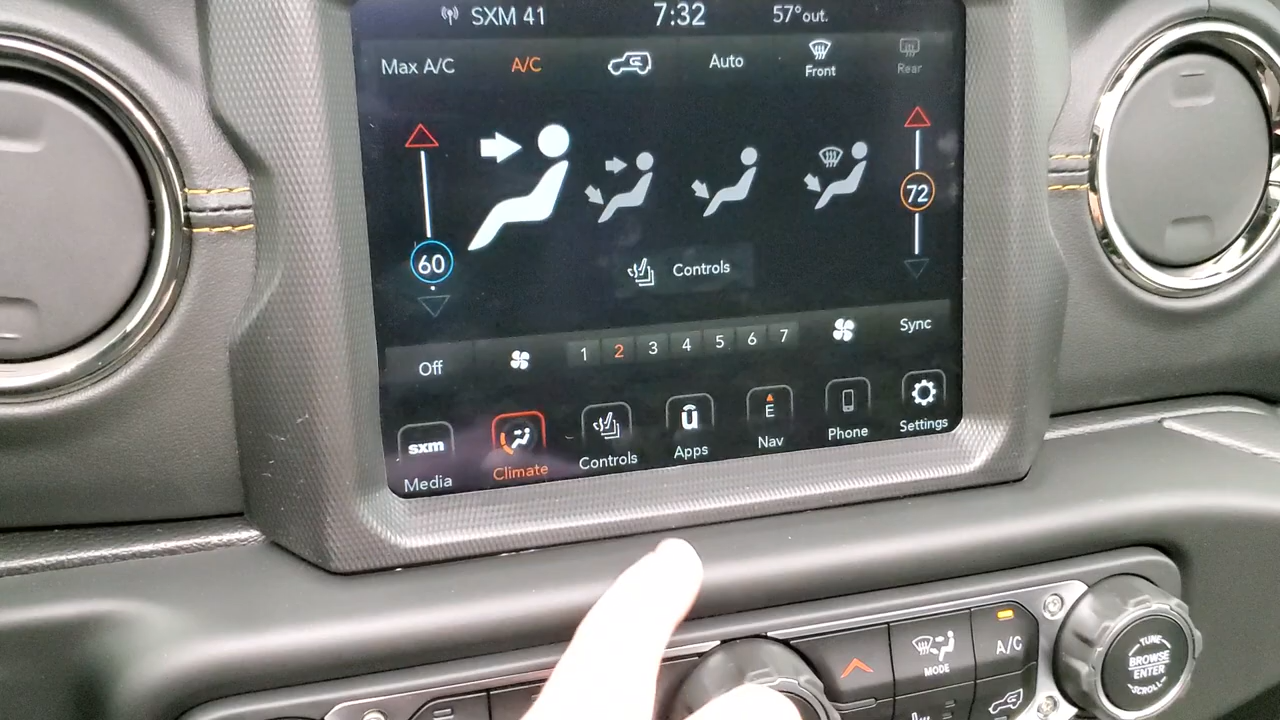 SXM 41 7:32 57°out.
Max A/C A/C Auto Front Rear
60 72
Controls
Off 1 2 3 4 5 6 7 Sync
sxm ū E
Media Climate Controls Apps Nav Phone Settings
MODE A/C
TUNE
BROWSE
ENTER
SCROLL